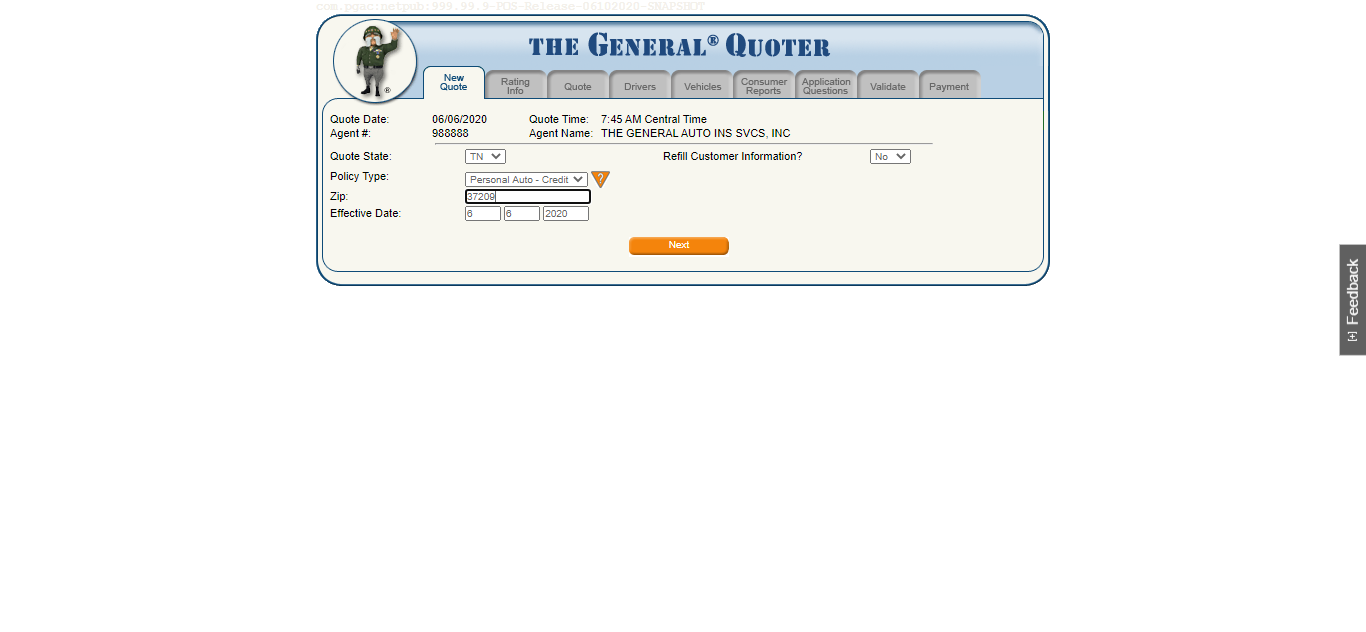 com.pgac:netpub:999.99.9-POS-Release-06102020-SNAPSHOT
THE GENERAL® QUOTER
®
New Quote
Rating Info
Quote
Drivers
Vehicles
Consumer Reports
Application Questions
Validate
Payment
Quote Date: 06/06/2020 Quote Time: 7:45 AM Central Time
Agent #: 988888 Agent Name: THE GENERAL AUTO INS SVCS, INC
Quote State: TN Refill Customer Information? No
Policy Type: Personal Auto - Credit ?
Zip: 37209
Effective Date: 6 6 2020
Next
[+] Feedback